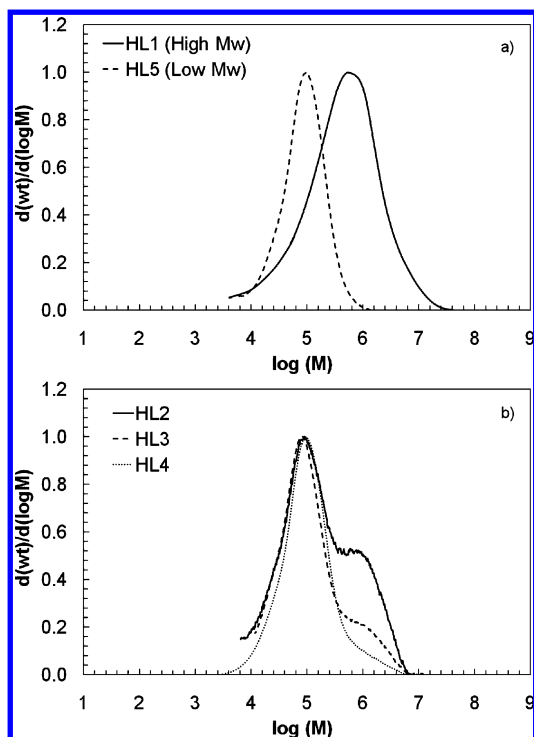 1.2
HL1 (High Mw)
a)
HL5 (Low Mw)
1.0
0.8
0.6
0.4
0.2
0.0
d(wt)/d(logM)
1 2 3 4 5 6 7 8 9
log (M)
1.2
HL2
b)
HL3
1.0
HL4
0.8
0.6
0.4
0.2
0.0
d(wt)/d(logM)
1 2 3 4 5 6 7 8 9
log (M)